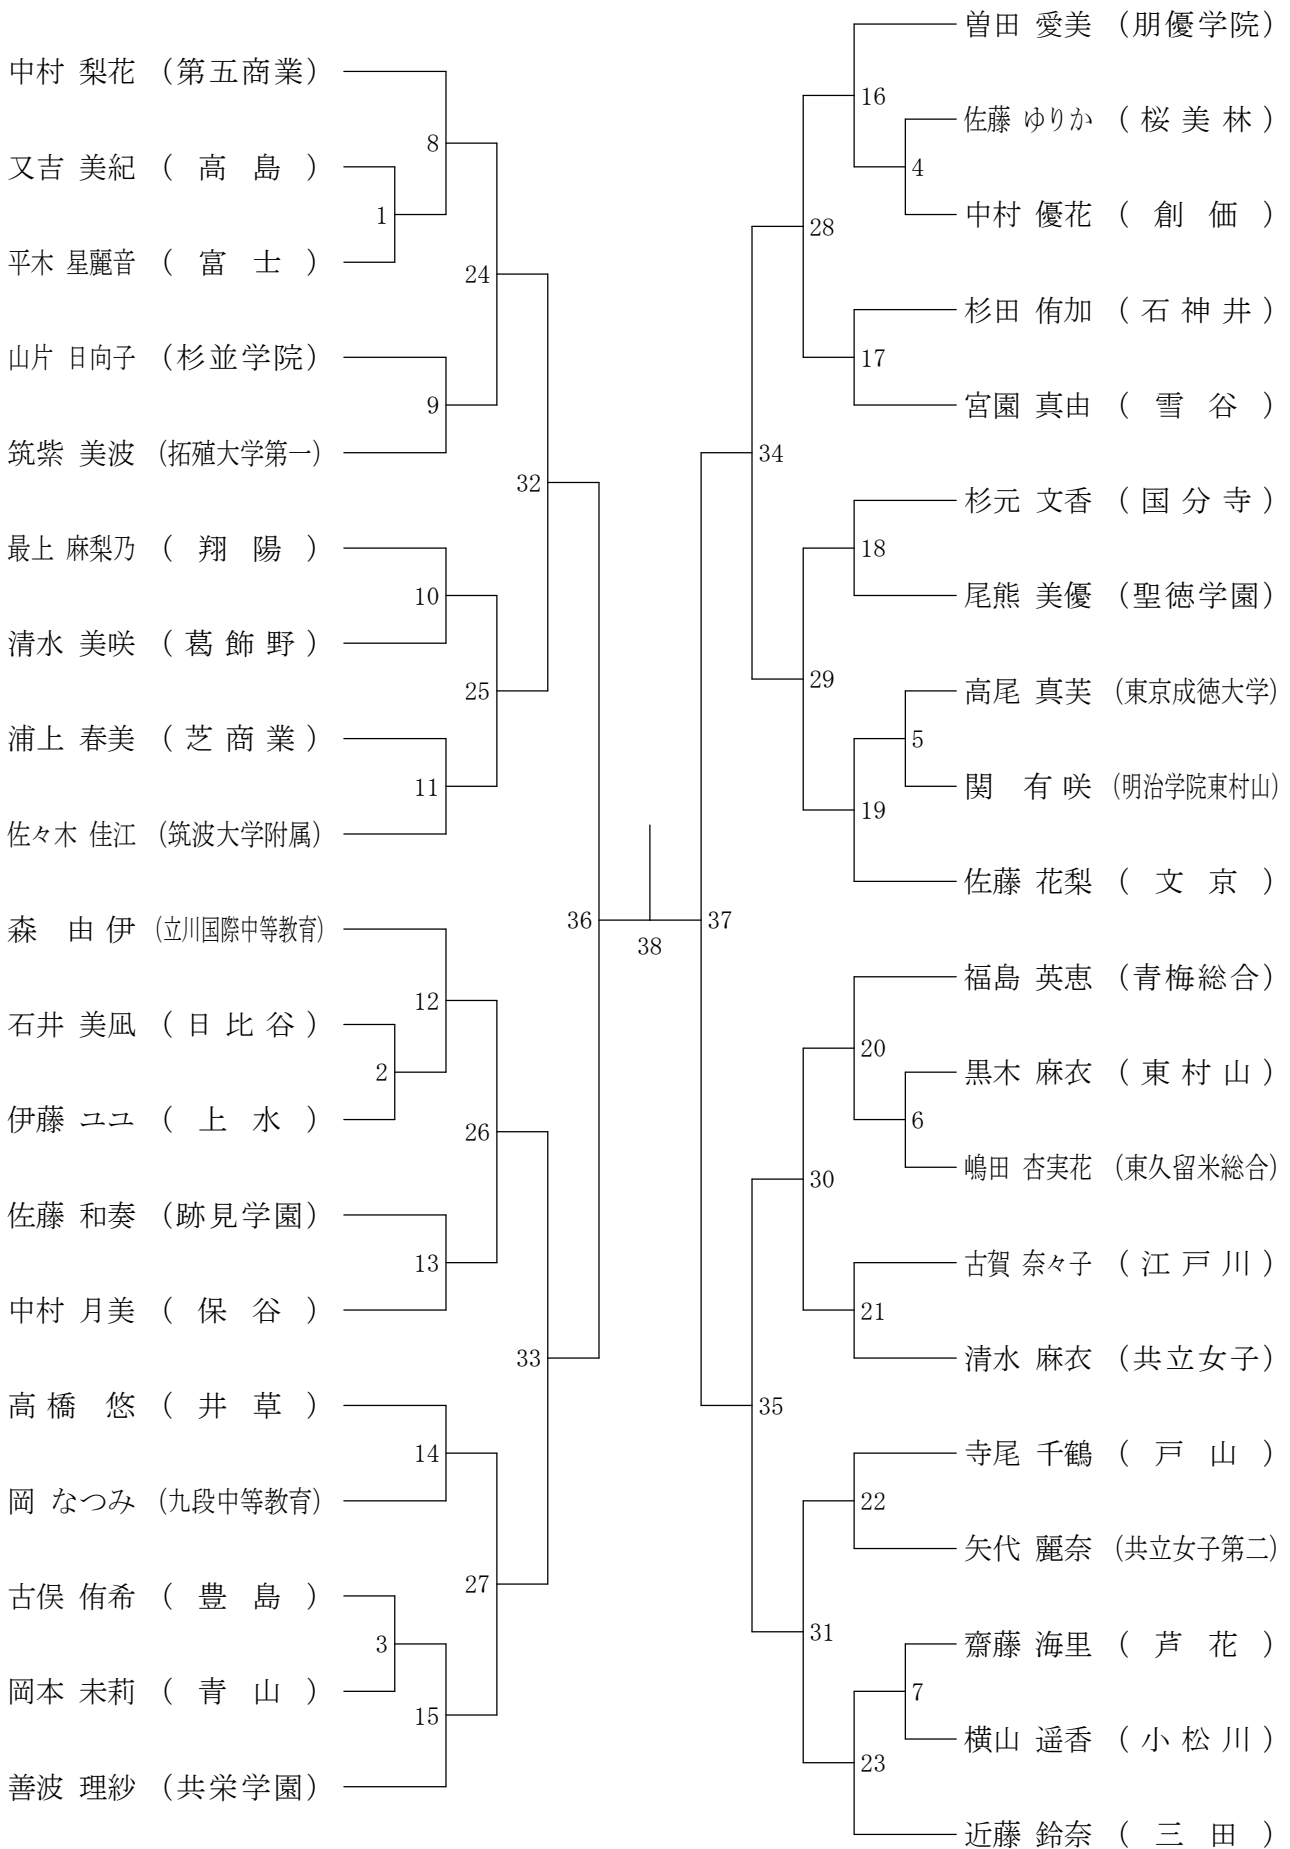 中村 梨花 （第五商業）
又吉 美紀 （ 高 島 ）
平木 星麗音 （ 富 士 ）
山片 日向子 （杉並学院）
筑紫 美波 （拓殖大学第一）
最上 麻梨乃 （ 翔 陽 ）
清水 美咲 （ 葛 飾 野 ）
浦上 春美 （ 芝 商 業 ）
佐々木 佳江 （筑波大学附属）
森 由 伊 （立川国際中等教育）
石井 美凪 （ 日 比 谷 ）
伊藤 ユユ （ 上 水 ）
佐藤 和奏 （跡見学園）
中村 月美 （ 保 谷 ）
高 橋 悠 （ 井 草 ）
岡 なつみ （九段中等教育）
古俣 侑希 （ 豊 島 ）
岡本 未莉 （ 青 山 ）
善波 理紗 （共栄学園）
1
2
3
8
9
10
11
12
13
14
15
24
25
26
27
32
33
36
38
37
34
35
28
29
30
31
16
17
18
19
20
21
22
23
4
5
6
7
曽田 愛美 （朋優学院）
佐藤 ゆりか （ 桜 美 林 ）
中村 優花 （ 創 価 ）
杉田 侑加 （ 石 神 井 ）
宮園 真由 （ 雪 谷 ）
杉元 文香 （ 国 分 寺 ）
尾熊 美優 （聖徳学園）
高尾 真芙 （東京成徳大学）
関 有 咲 （明治学院東村山）
佐藤 花梨 （ 文 京 ）
福島 英恵 （青梅総合）
黒木 麻衣 （ 東 村 山 ）
嶋田 杏実花 （東久留米総合）
古賀 奈々子 （ 江 戸 川 ）
清水 麻衣 （共立女子）
寺尾 千鶴 （ 戸 山 ）
矢代 麗奈 （共立女子第二）
齋藤 海里 （ 芦 花 ）
横山 遥香 （ 小 松 川 ）
近藤 鈴奈 （ 三 田 ）